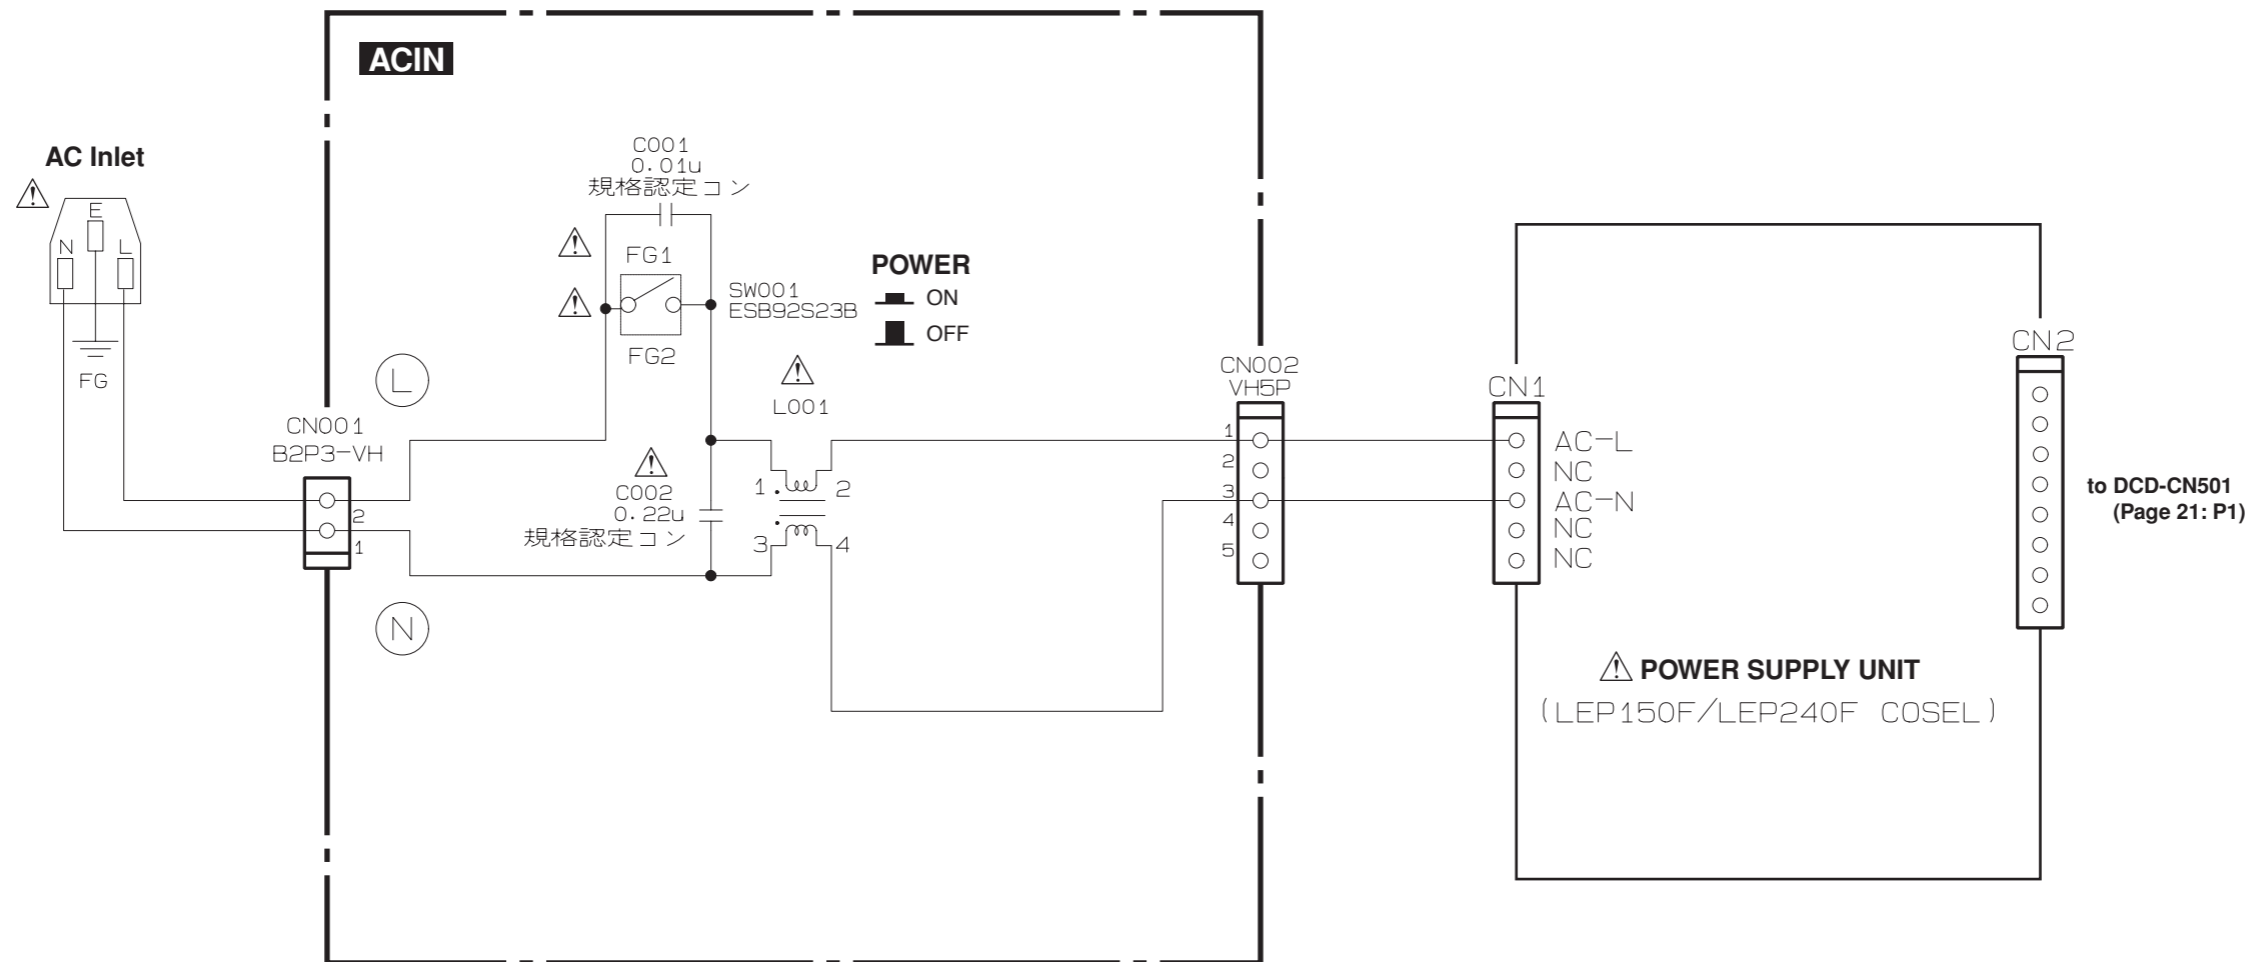 ACIN
AC Inlet
E
N
L
FG
C001
0.01u
規格認定コン
FG1
SW001
ESB92S23B
FG2
POWER
ON
OFF
L
CN001
B2P3-VH
2
1
N
L001
C002
0.22u
規格認定コン
1
2
3
4
CN002
VH5P
1
2
3
4
5
CN1
AC-L
NC
AC-N
NC
NC
CN2
to DCD-CN501
(Page 21: P1)
POWER SUPPLY UNIT
(LEP150F/LEP240F COSEL)